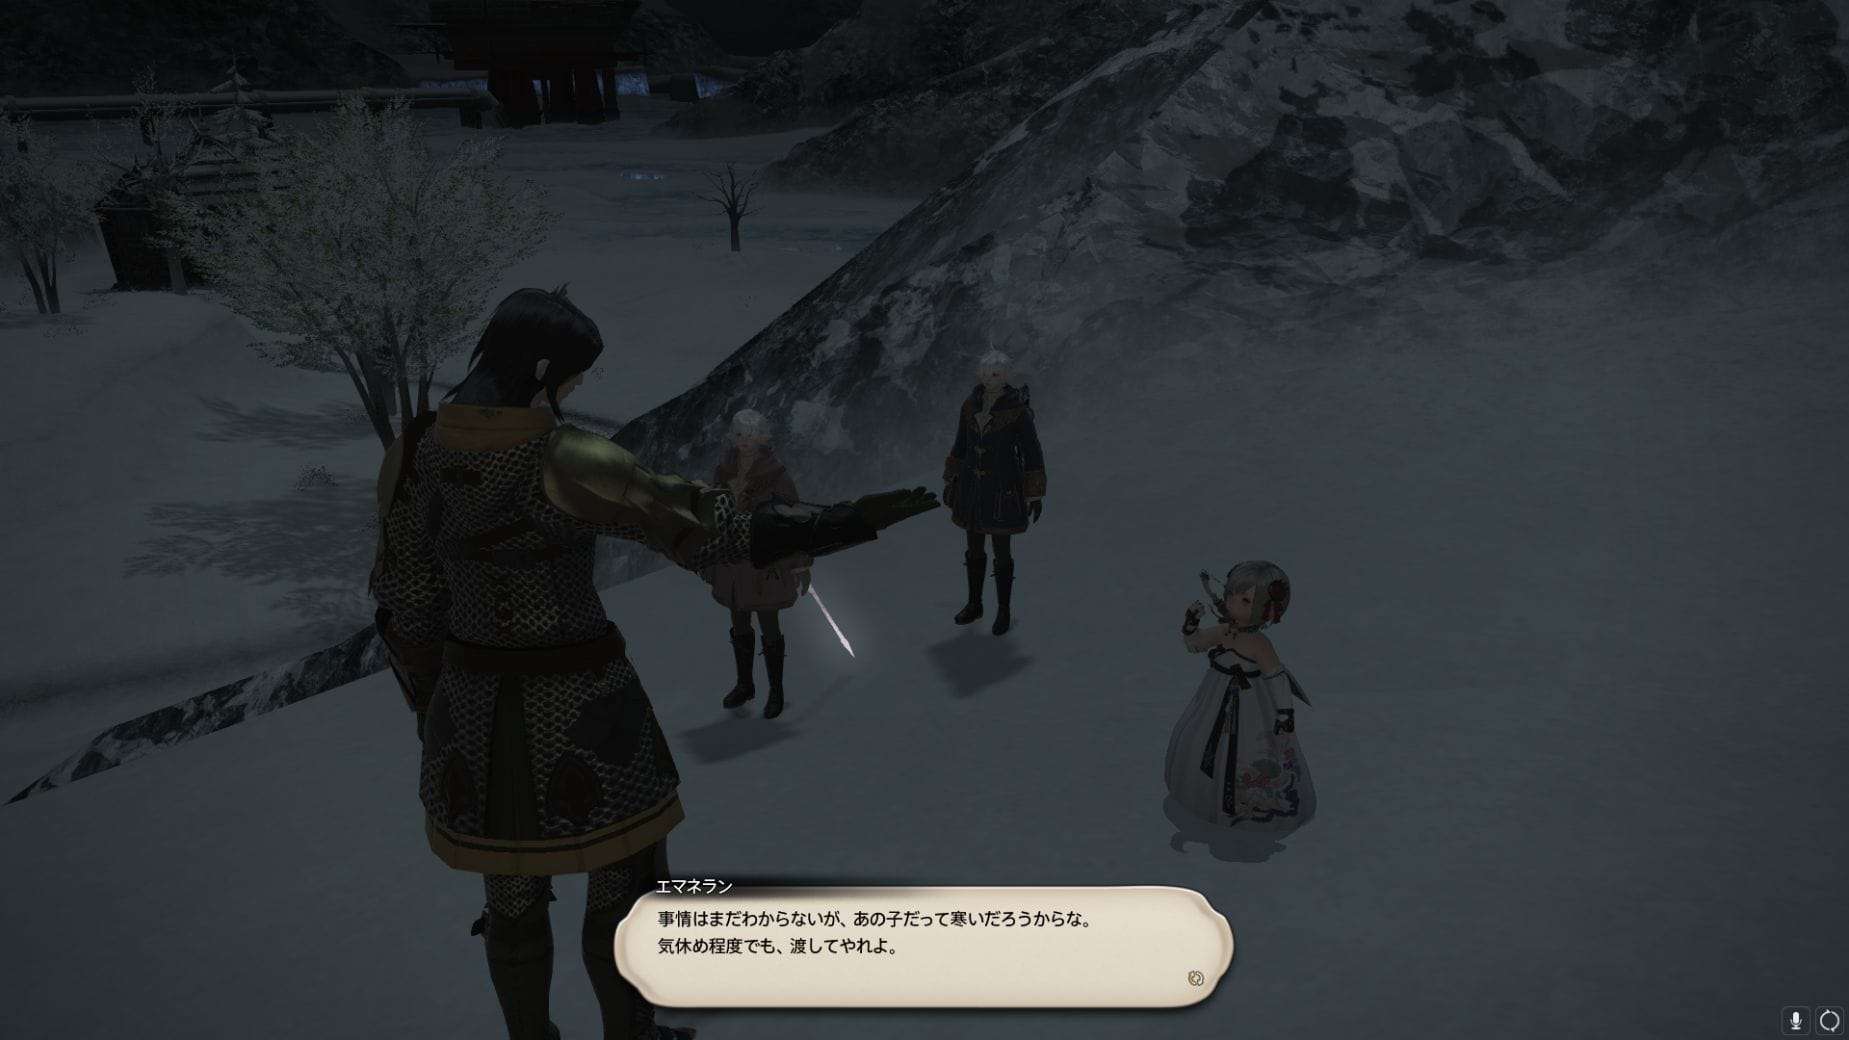 エマネラン
事情はまだわからないが、あの子だって寒いだろうからな。
気休め程度でも、渡してやれよ。